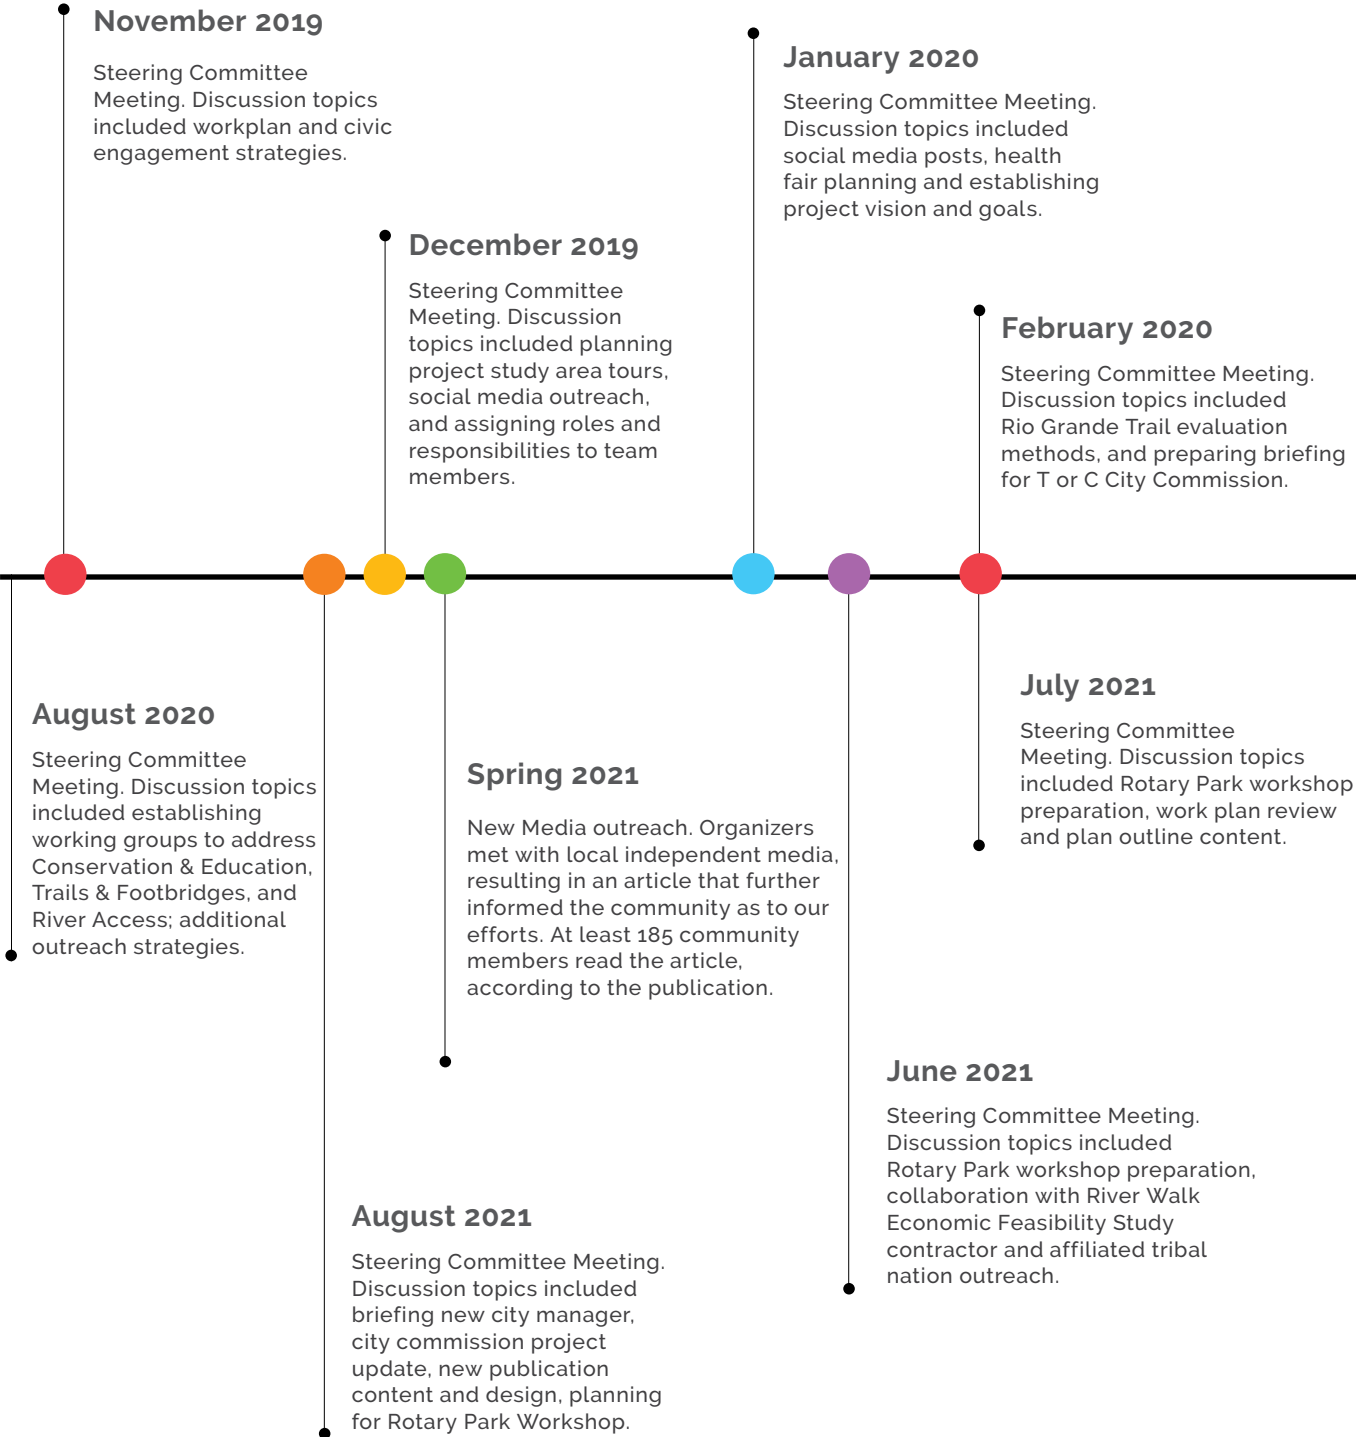 November 2019
Steering Committee
Meeting. Discussion topics
included workplan and civic
engagement strategies.
December 2019
Steering Committee
Meeting. Discussion
topics included planning
project study area tours,
social media outreach,
and assigning roles and
responsibilities to team
members.
January 2020
Steering Committee Meeting.
Discussion topics included
social media posts, health
fair planning and establishing
project vision and goals.
February 2020
Steering Committee Meeting.
Discussion topics included
Rio Grande Trail evaluation
methods, and preparing briefing
for T or C City Commission.
August 2020
Steering Committee
Meeting. Discussion topics
included establishing
working groups to address
Conservation & Education,
Trails & Footbridges, and
River Access; additional
outreach strategies.
Spring 2021
New Media outreach. Organizers
met with local independent media,
resulting in an article that further
informed the community as to our
efforts. At least 185 community
members read the article,
according to the publication.
July 2021
Steering Committee
Meeting. Discussion topics
included Rotary Park workshop
preparation, work plan review
and plan outline content.
June 2021
Steering Committee Meeting.
Discussion topics included
Rotary Park workshop preparation,
collaboration with River Walk
Economic Feasibility Study
contractor and affiliated tribal
nation outreach.
August 2021
Steering Committee Meeting.
Discussion topics included
briefing new city manager,
city commission project
update, new publication
content and design, planning
for Rotary Park Workshop.